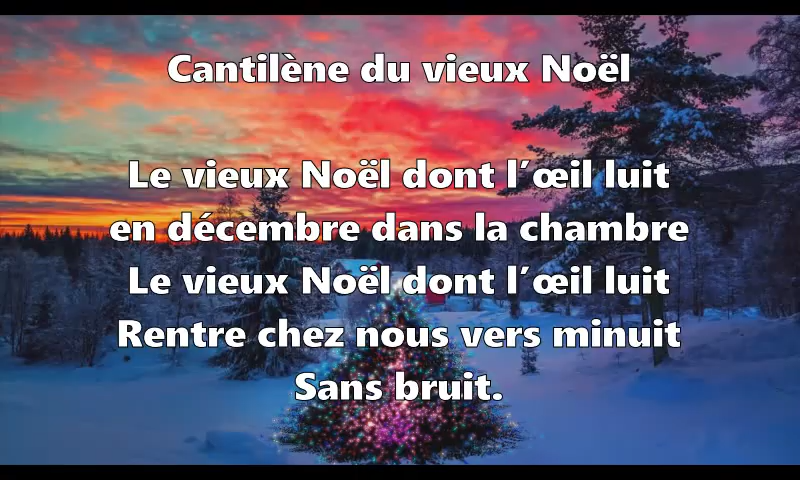 Cantilène du vieux Noël
Le vieux Noël dont l’œil luit
en décembre dans la chambre
Le vieux Noël dont l’œil luit
Rentre chez nous vers minuit
Sans bruit.